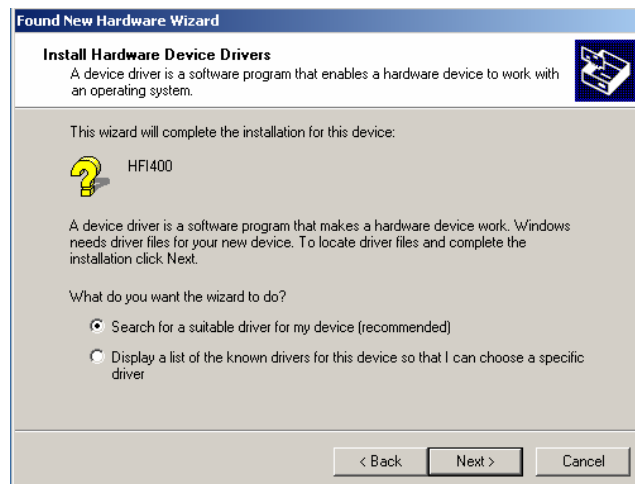 Found New Hardware Wizard
Install Hardware Device Drivers
A device driver is a software program that enables a hardware device to work with
an operating system.
This wizard will complete the installation for this device:
HFI400
A device driver is a software program that makes a hardware device work. Windows
needs driver files for your new device. To locate driver files and complete the
installation click Next.
What do you want the wizard to do?
Search for a suitable driver for my device (recommended)
Display a list of the known drivers for this device so that I can choose a specific
driver
< Back Next > Cancel